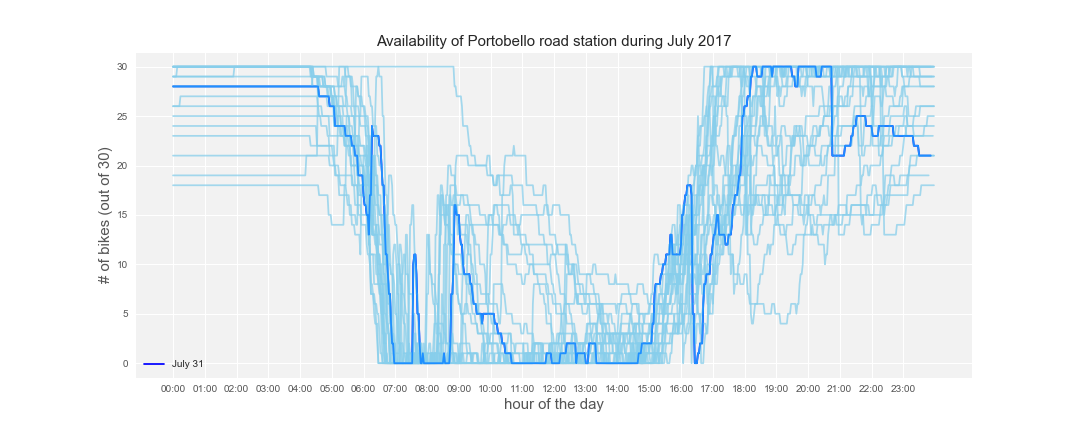 Availability of Portobello road station during July 2017
# of bikes (out of 30)
30
25
20
15
10
5
0
July 31
00:00 01:00 02:00 03:00 04:00 05:00 06:00 07:00 08:00 09:00 10:00 11:00 12:00 13:00 14:00 15:00 16:00 17:00 18:00 19:00 20:00 21:00 22:00 23:00
hour of the day